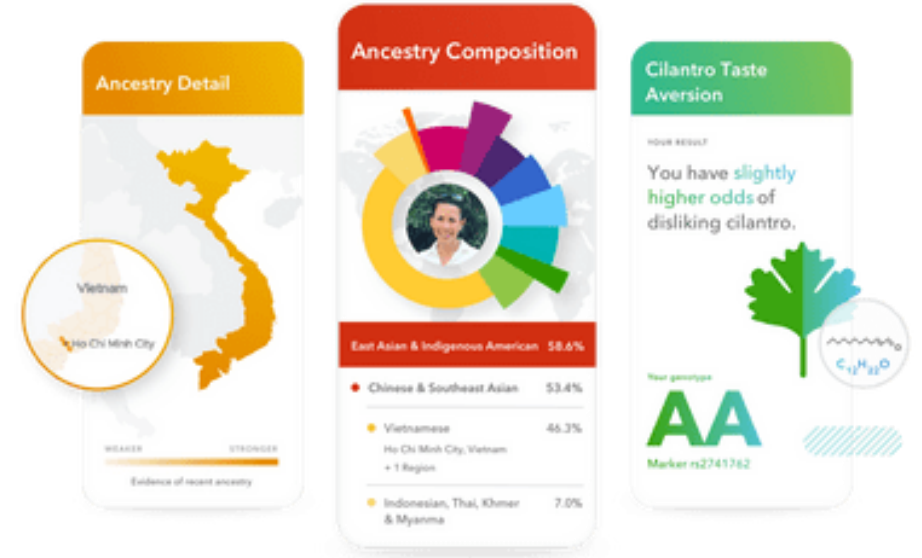 Ancestry Detail
Vietnam
Ho Chi Minh City
WEAKER STRONGER
Evidence of recent ancestry
Ancestry Composition
East Asian & Indigenous American 58.6%
Chinese & Southeast Asian 53.4%
Vietnamese 46.3%
Ho Chi Minh City, Vietnam
+ 1 Region
Indonesian, Thai, Khmer 7.0%
& Myanma
Cilantro Taste
Aversion
YOUR RESULT
You have slightly
higher odds of
disliking cilantro.
C₁₂H₂₂O
Your genotype
AA
Marker rs2741762